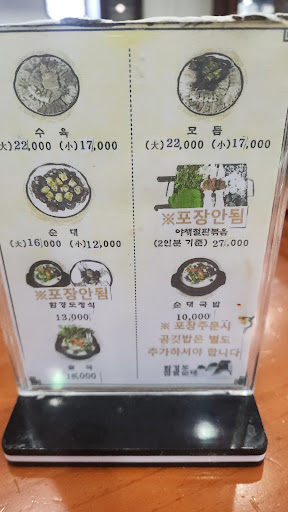 수 육
(大) 22,000 (小) 17,000
모 듬
(大) 22,000 (小) 17,000
순 대
(大) 16,000 (小) 12,000
※포장안됨
야채철판볶음
(2인분 기준) 27,000
※포장안됨
함경도정식
13,000
순대국밥
10,000
※ 포장주문시
공깃밥은 별도
추가하셔야 합니다
함경도